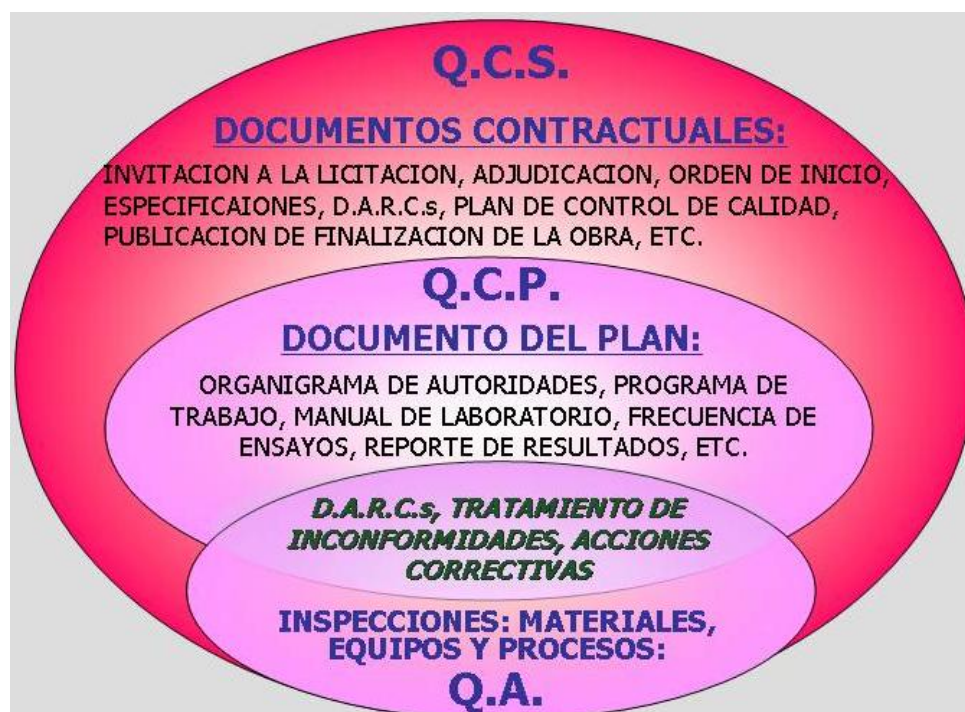 Q.C.S.
DOCUMENTOS CONTRACTUALES:
INVITACION A LA LICITACION, ADJUDICACION, ORDEN DE INICIO,
ESPECIFICAIONES, D.A.R.C.s, PLAN DE CONTROL DE CALIDAD,
PUBLICACION DE FINALIZACION DE LA OBRA, ETC.
Q.C.P.
DOCUMENTO DEL PLAN:
ORGANIGRAMA DE AUTORIDADES, PROGRAMA DE
TRABAJO, MANUAL DE LABORATORIO, FRECUENCIA DE
ENSAYOS, REPORTE DE RESULTADOS, ETC.
D.A.R.C.s, TRATAMIENTO DE
INCONFORMIDADES, ACCIONES
CORRECTIVAS
INSPECCIONES: MATERIALES,
EQUIPOS Y PROCESOS:
Q.A.